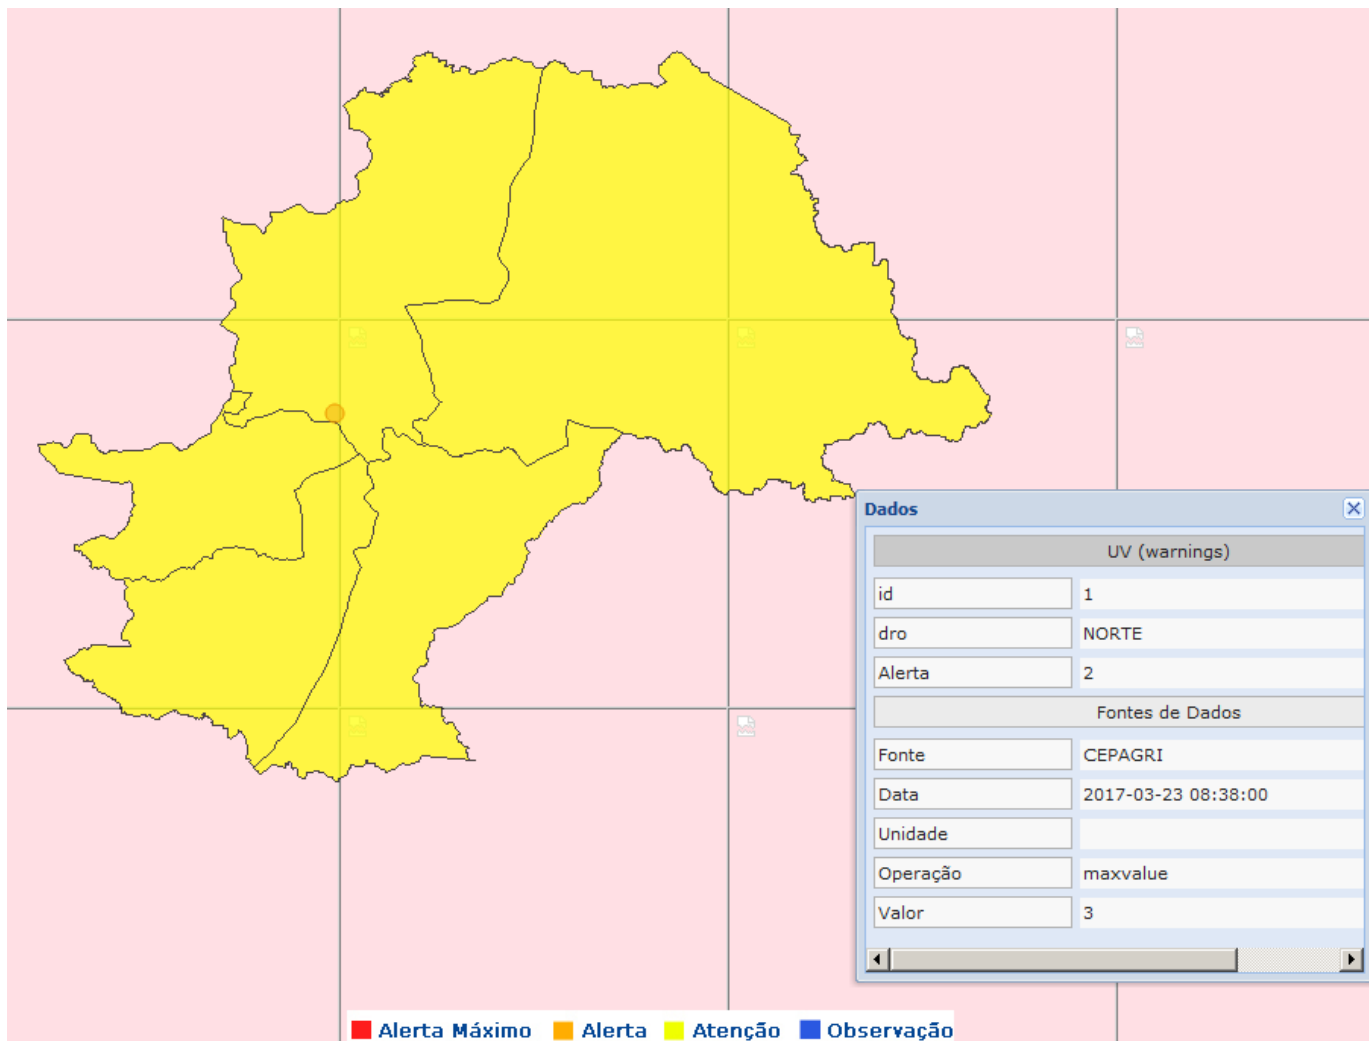 Dados
UV (warnings)
id 1
dro NORTE
Alerta 2
Fontes de Dados
Fonte CEPAGRI
Data 2017-03-23 08:38:00
Unidade
Operação maxvalue
Valor 3
Alerta Máximo Alerta Atenção Observação